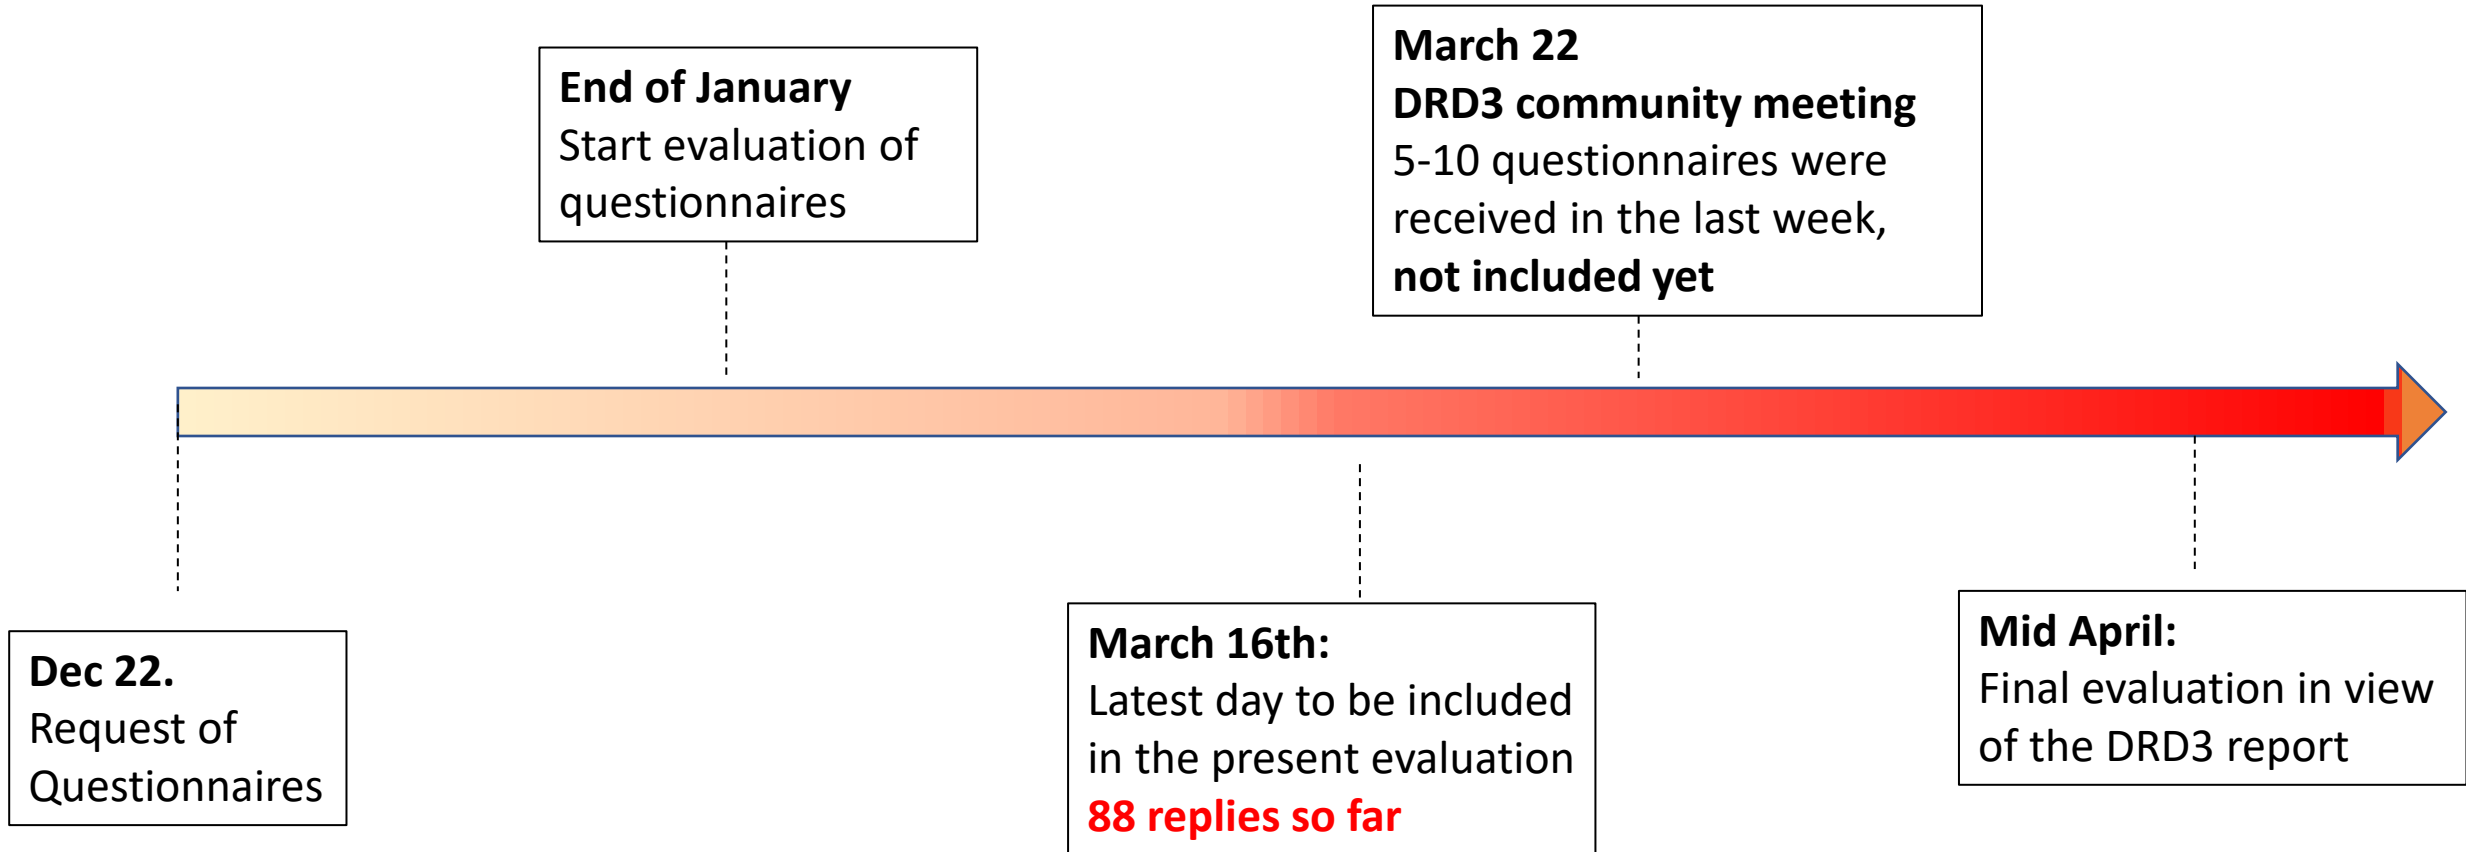 Dec 22.
Request of
Questionnaires
End of January
Start evaluation of
questionnaires
March 16th:
Latest day to be included
in the present evaluation
88 replies so far
March 22
DRD3 community meeting
5-10 questionnaires were
received in the last week,
not included yet
Mid April:
Final evaluation in view
of the DRD3 report